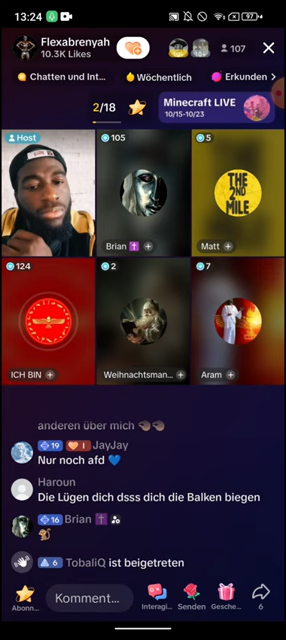 13:24
97
Flexabrenyah
10.3K Likes
107
Chatten und Int...
Wöchentlich
Erkunden
2/18
Minecraft LIVE
10/15-10/23
Host
105
Brian
5
THE
2ND
MILE
Matt
124
ICH BIN
2
Weihnachtsman...
7
Aram
anderen über mich
19
1
JayJay
Nur noch afd
Haroun
Die Lügen dich dsss dich die Balken biegen
16
Brian
6
TobaliQ ist beigetreten
Abonn...
Komment...
Interagi...
Senden
Gesche...
6